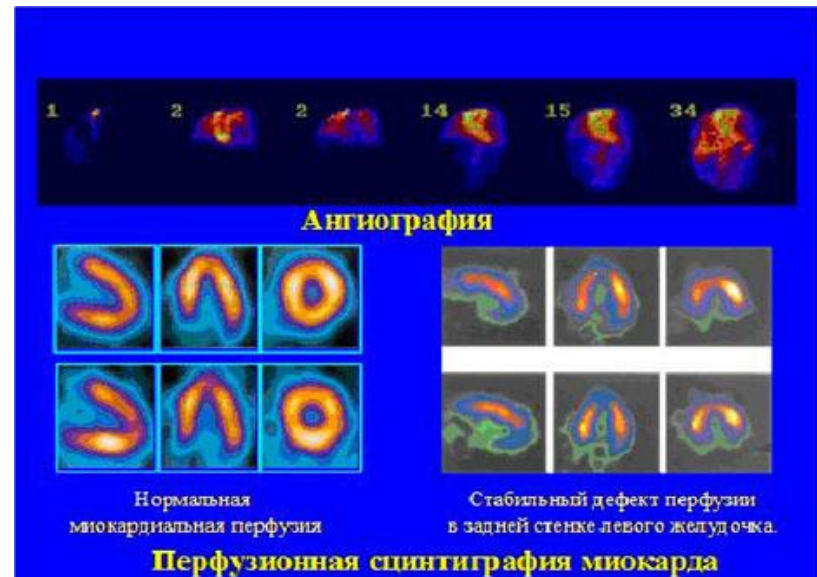 1 2 2 14 15 34
Ангиография
Нормальная
миокардиальная перфузия
Стабильный дефект перфузии
в задней стенке левого желудочка.
Перфузионная сцинтиграфия миокарда